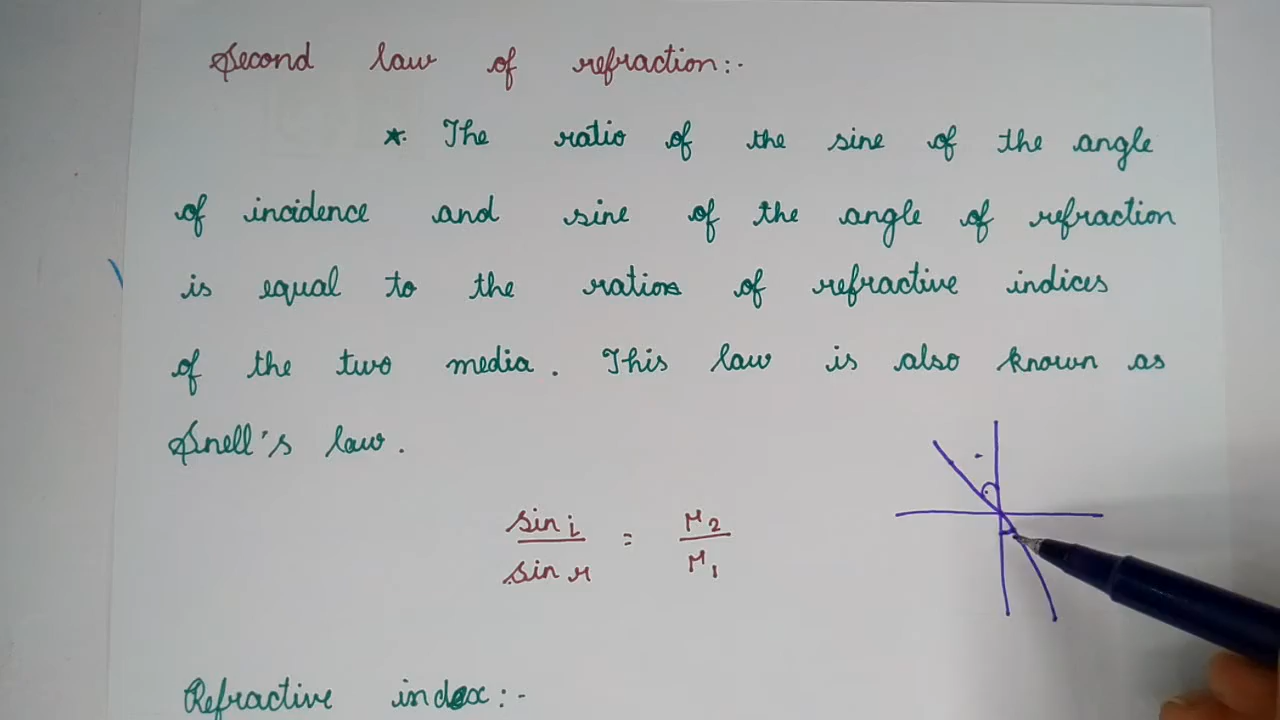 Second law of refraction:-
* The ratio of the sine of the angle
of incidence and sine of the angle of refraction
is equal to the ration of refractive indices
of the two media. This law is also known as
Snell's law.
sin i / sin r = μ2 / μ1
Refractive index:-